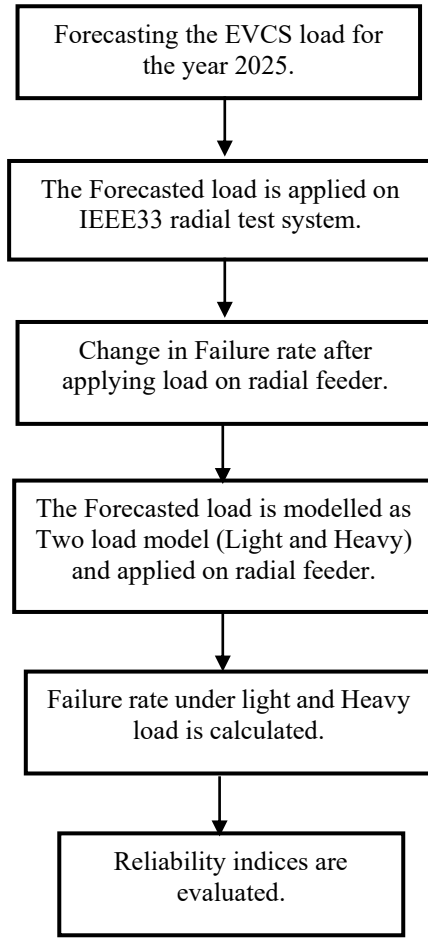 Forecasting the EVCS load for
the year 2025.
The Forecasted load is applied on
IEEE33 radial test system.
Change in Failure rate after
applying load on radial feeder.
The Forecasted load is modelled as
Two load model (Light and Heavy)
and applied on radial feeder.
Failure rate under light and Heavy
load is calculated.
Reliability indices are
evaluated.